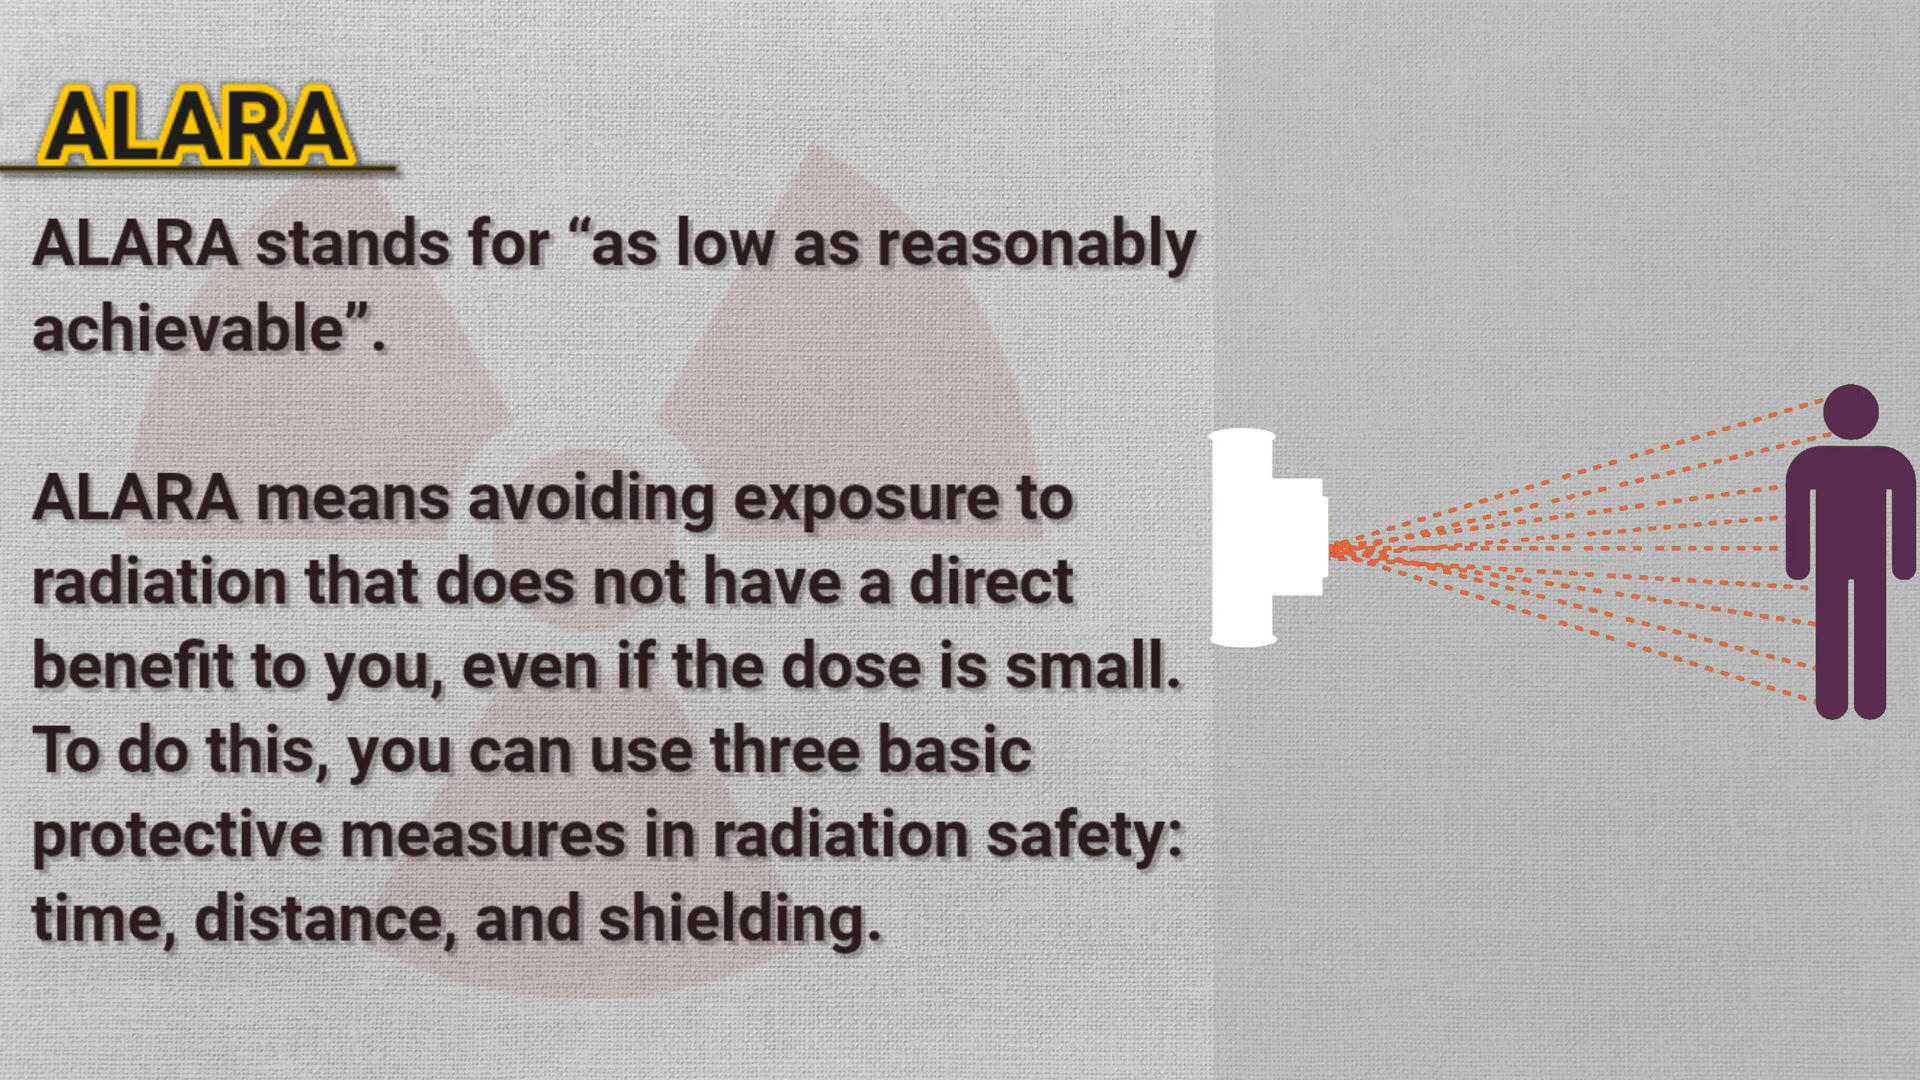 ALARA
ALARA stands for “as low as reasonably
achievable”.
ALARA means avoiding exposure to
radiation that does not have a direct
benefit to you, even if the dose is small.
To do this, you can use three basic
protective measures in radiation safety:
time, distance, and shielding.